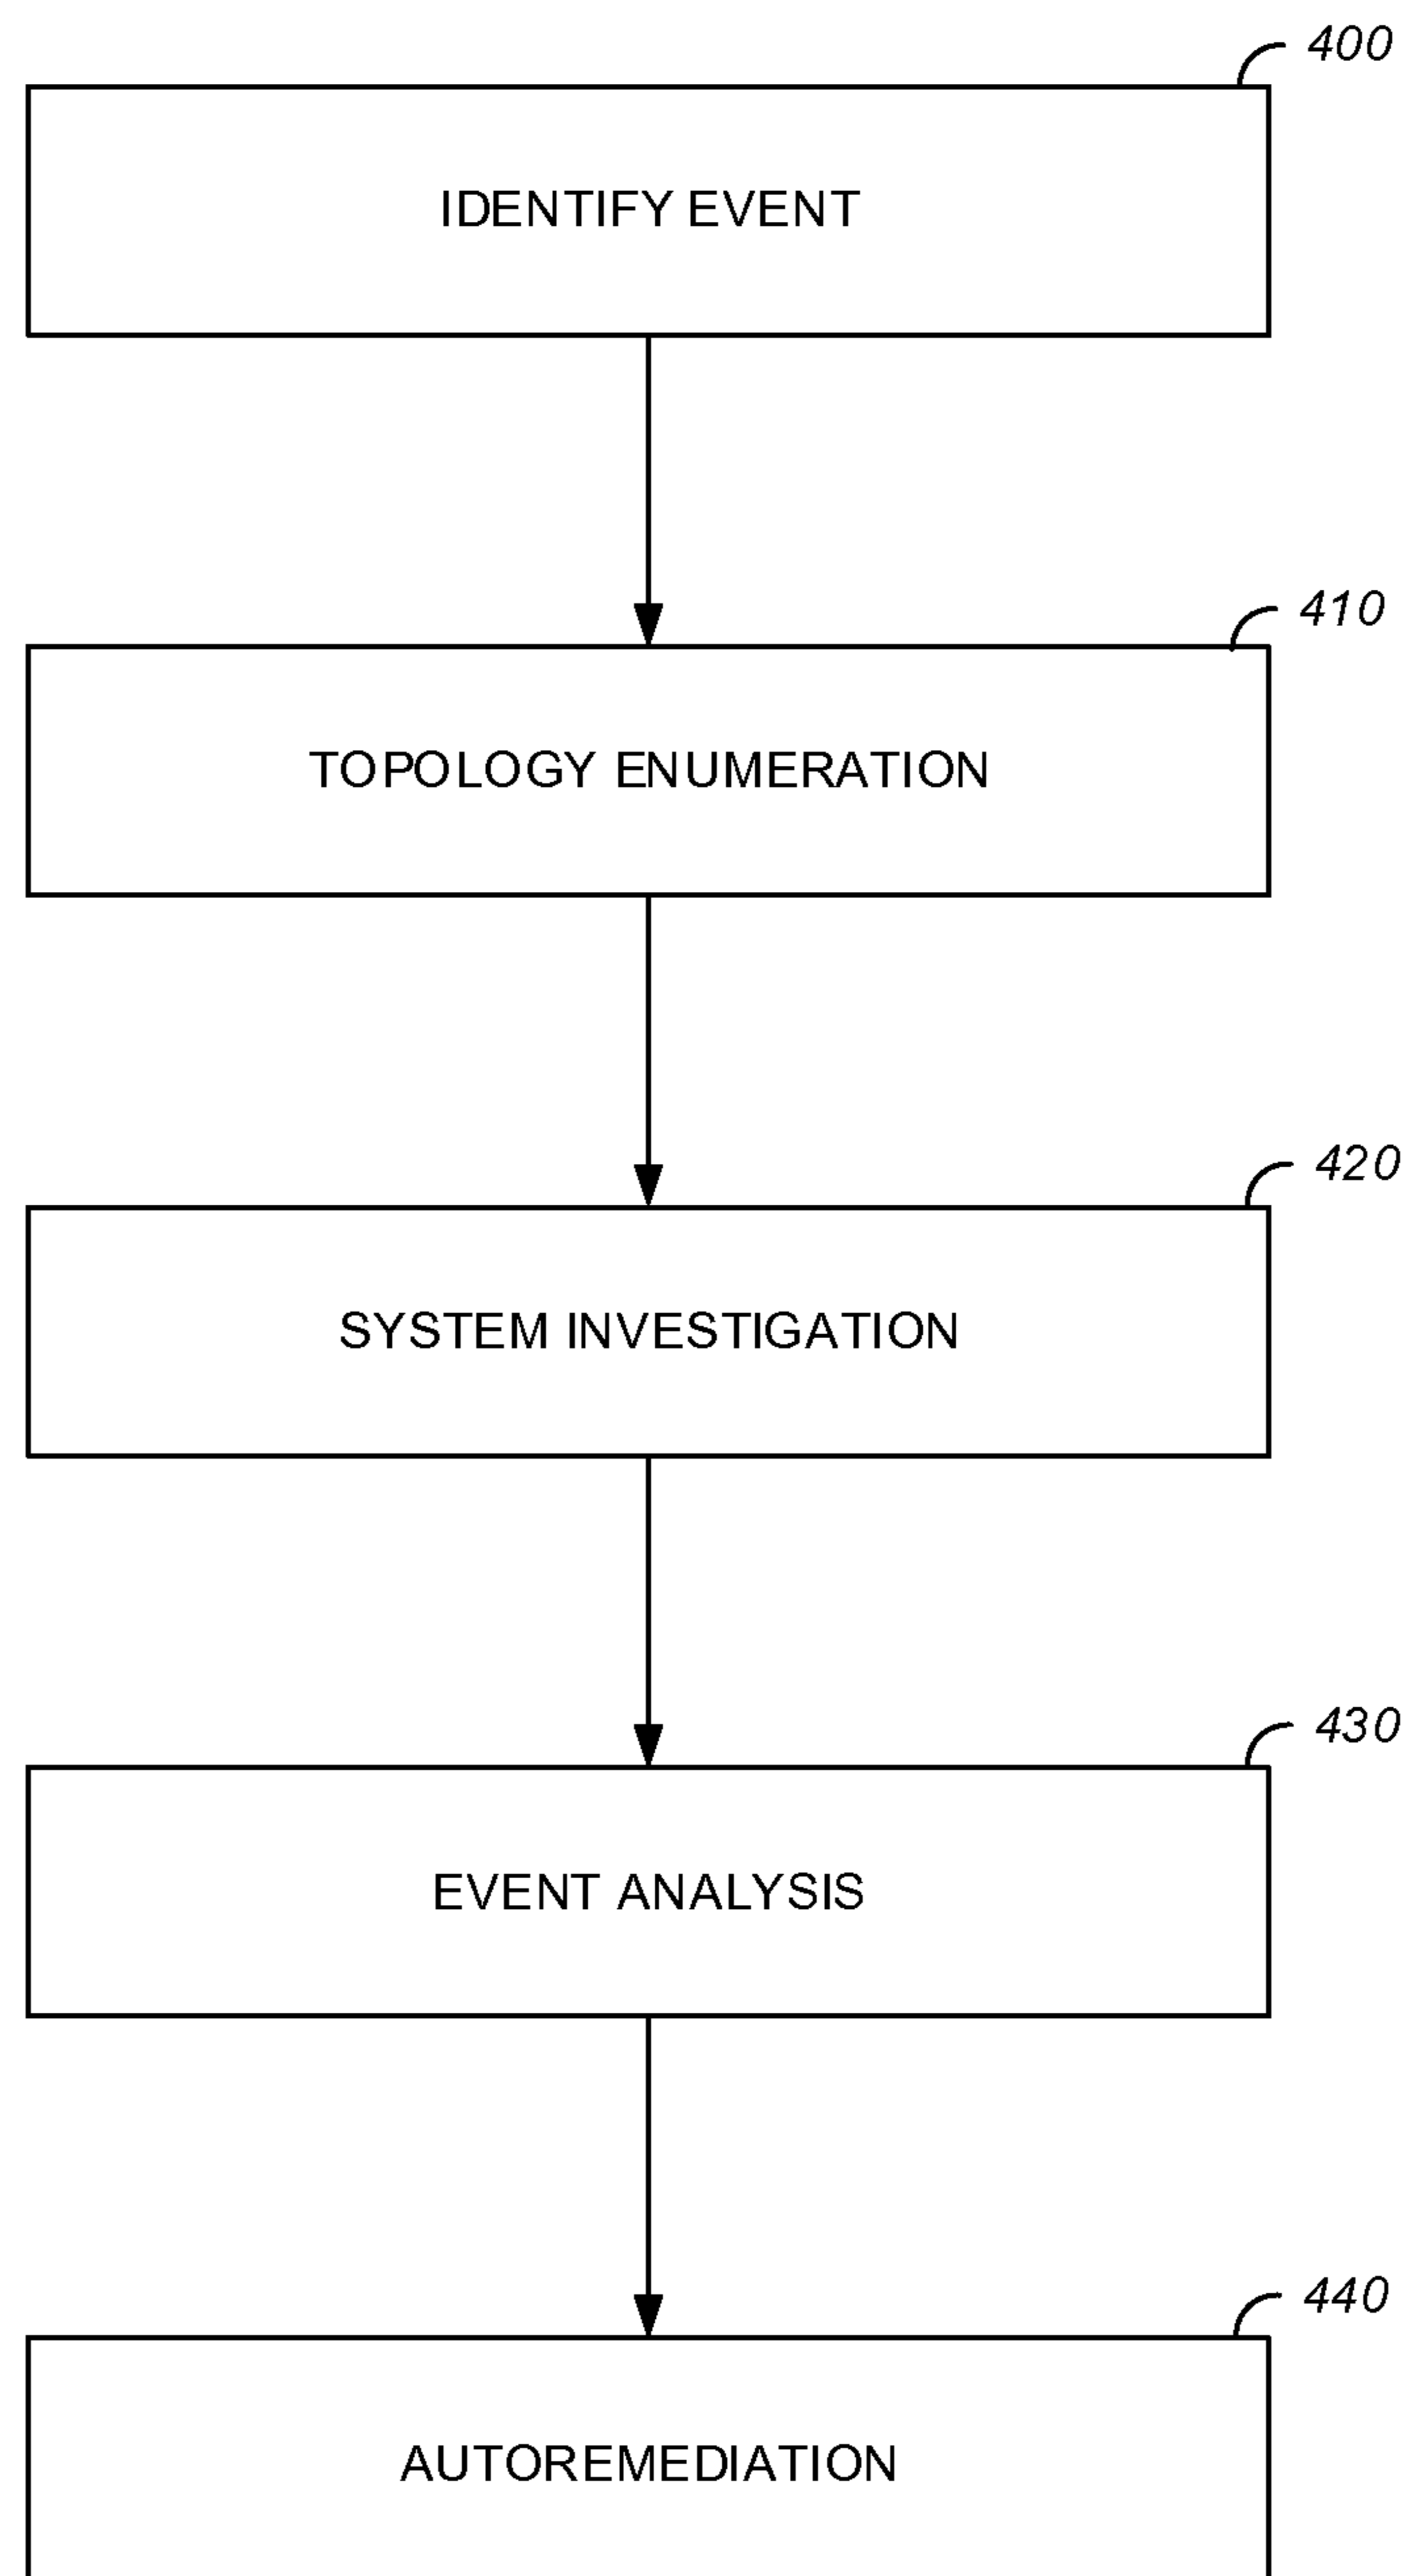 400
IDENTIFY EVENT
410
TOPOLOGY ENUMERATION
420
SYSTEM INVESTIGATION
430
EVENT ANALYSIS
440
AUTOREMEDIATION